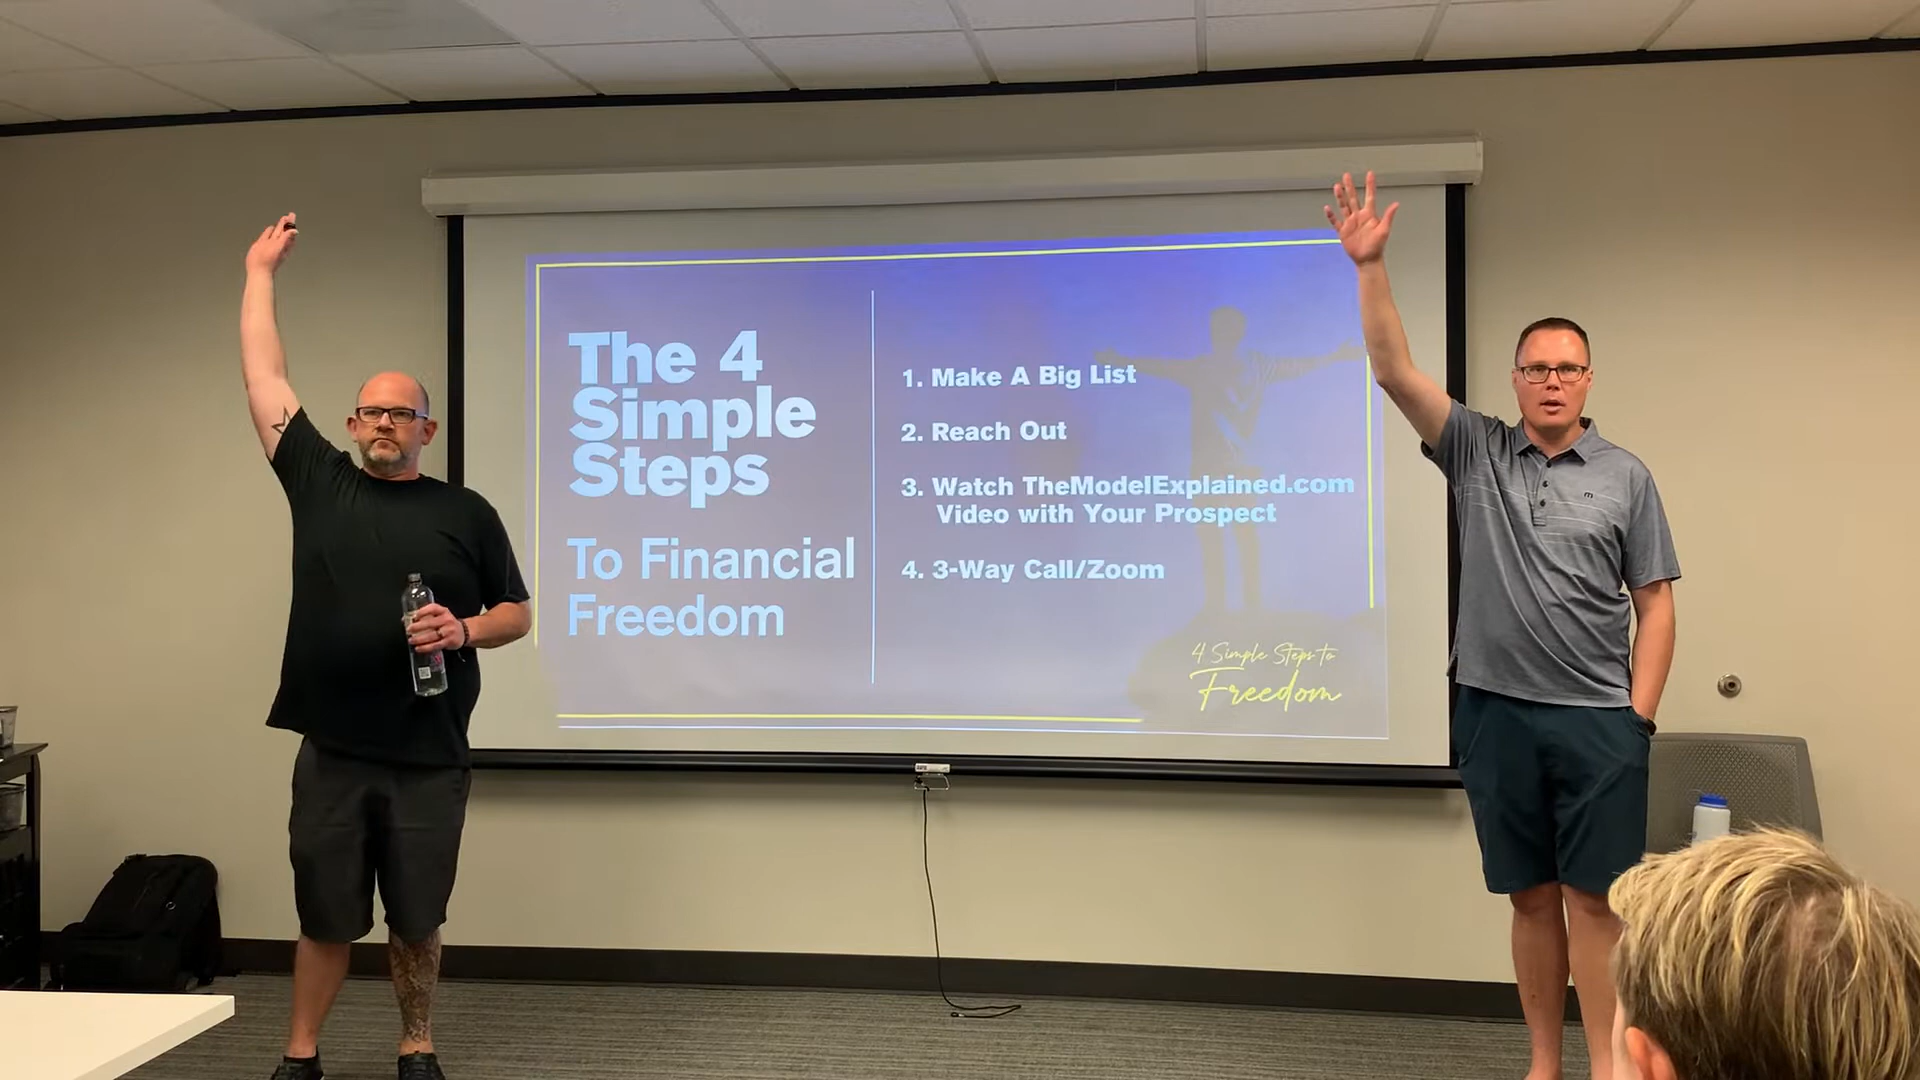 The 4
Simple
Steps
To Financial
Freedom
1. Make A Big List
2. Reach Out
3. Watch TheModelExplained.com
Video with Your Prospect
4. 3-Way Call/Zoom
4 Simple Steps to
Freedom
m